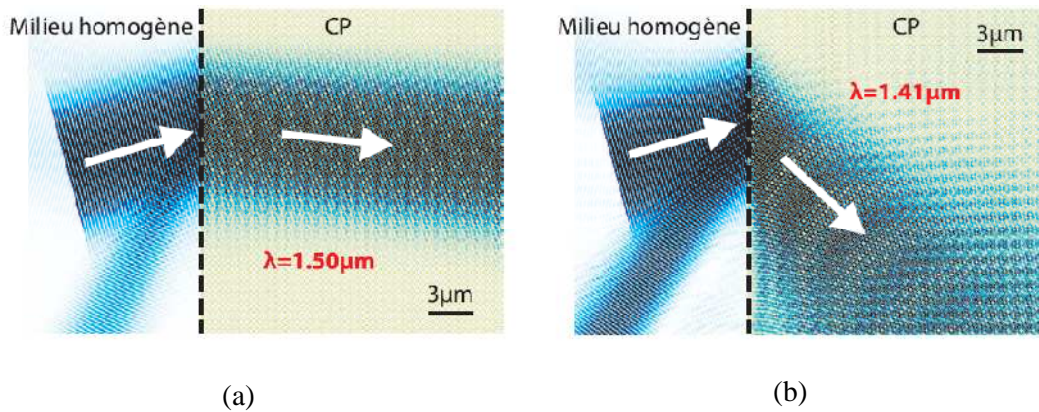 Milieu homogène CP
λ=1.50μm
3μm
(a)
Milieu homogène CP
3μm
λ=1.41μm
(b)